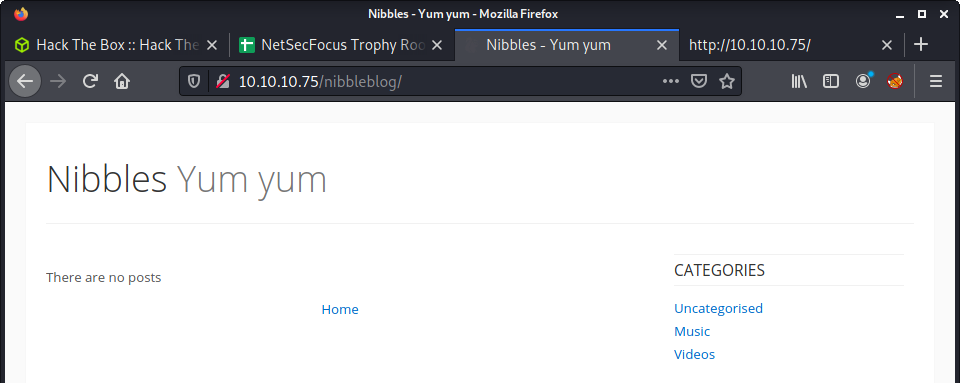 Nibbles - Yum yum - Mozilla Firefox
Hack The Box :: Hack The
NetSecFocus Trophy Roo
Nibbles - Yum yum
http://10.10.10.75/
10.10.10.75/nibbleblog/
Nibbles Yum yum
There are no posts
Home
CATEGORIES
Uncategorised
Music
Videos